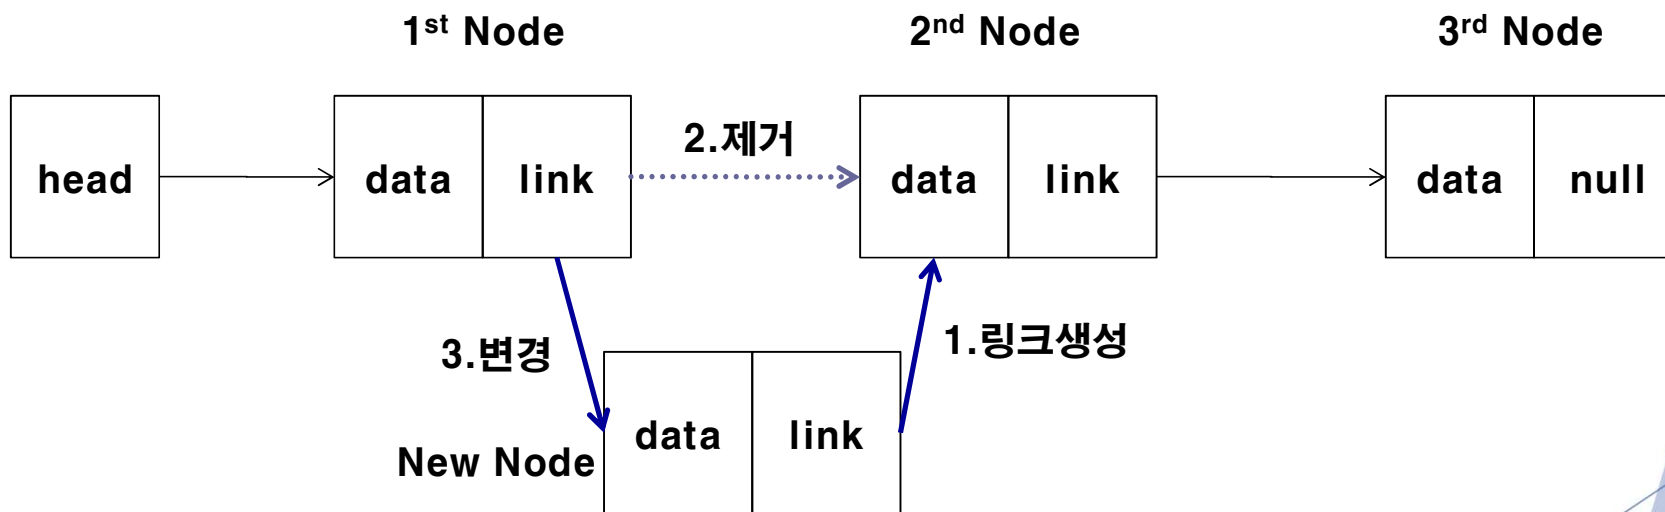 1st Node
2nd Node
3rd Node
head
data
link
2.제거
data
link
data
null
3.변경
1.링크생성
New Node
data
link